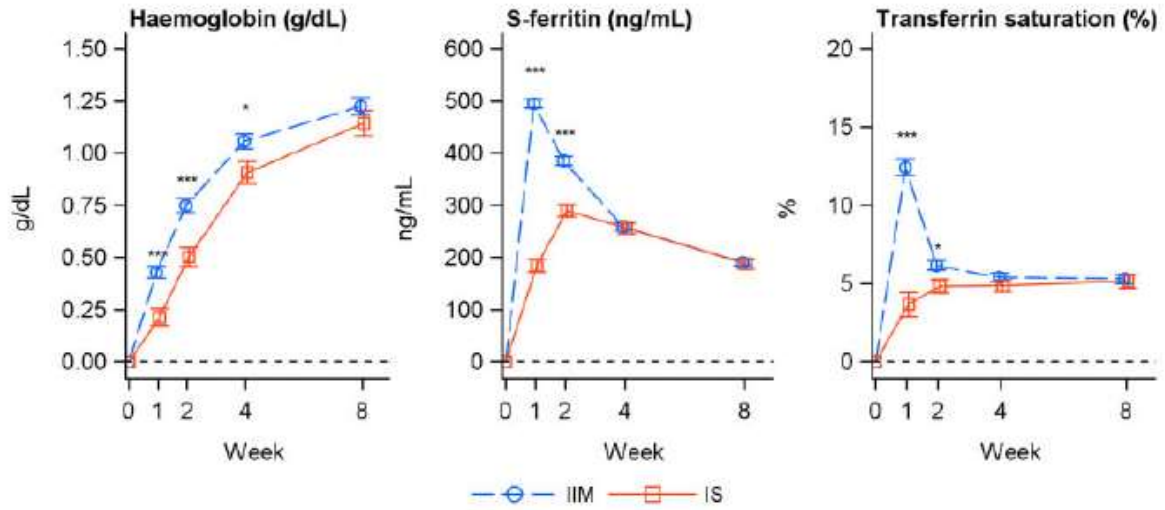 Haemoglobin (g/dL)
g/dL
1.50
1.25
1.00
0.75
0.50
0.25
0.00
***
***
*
0 1 2 4 8
Week
S-ferritin (ng/mL)
ng/mL
600
500
400
300
200
100
0
***
***
0 1 2 4 8
Week
Transferrin saturation (%)
%
20
15
10
5
0
***
*
0 1 2 4 8
Week
IIM IS